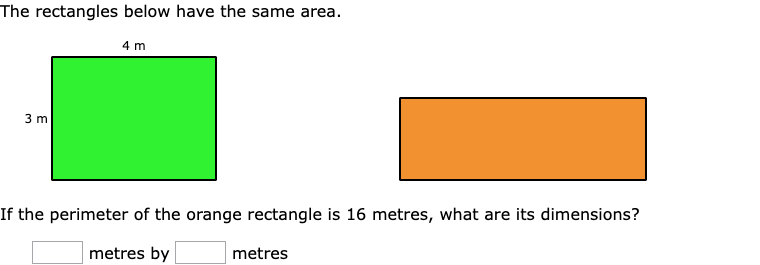 The rectangles below have the same area.
4 m
3 m
If the perimeter of the orange rectangle is 16 metres, what are its dimensions?
metres by metres